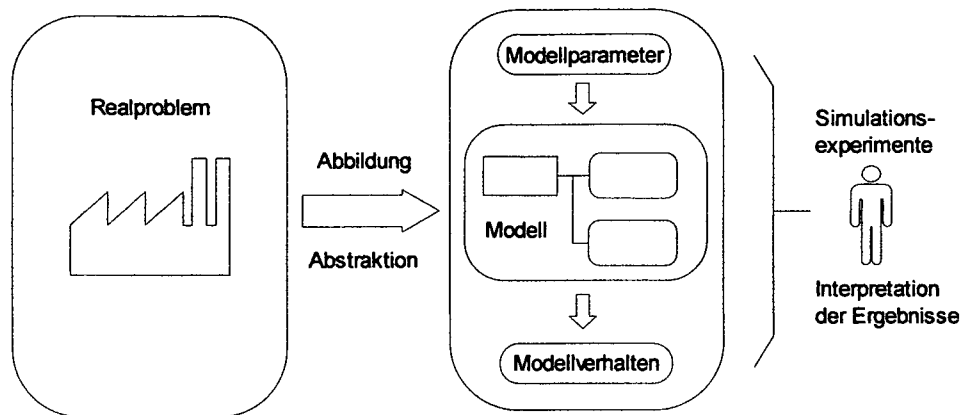 Realproblem
Abbildung
Abstraktion
Modellparameter
Modell
Modellverhalten
Simulations-
experimente
Interpretation
der Ergebnisse